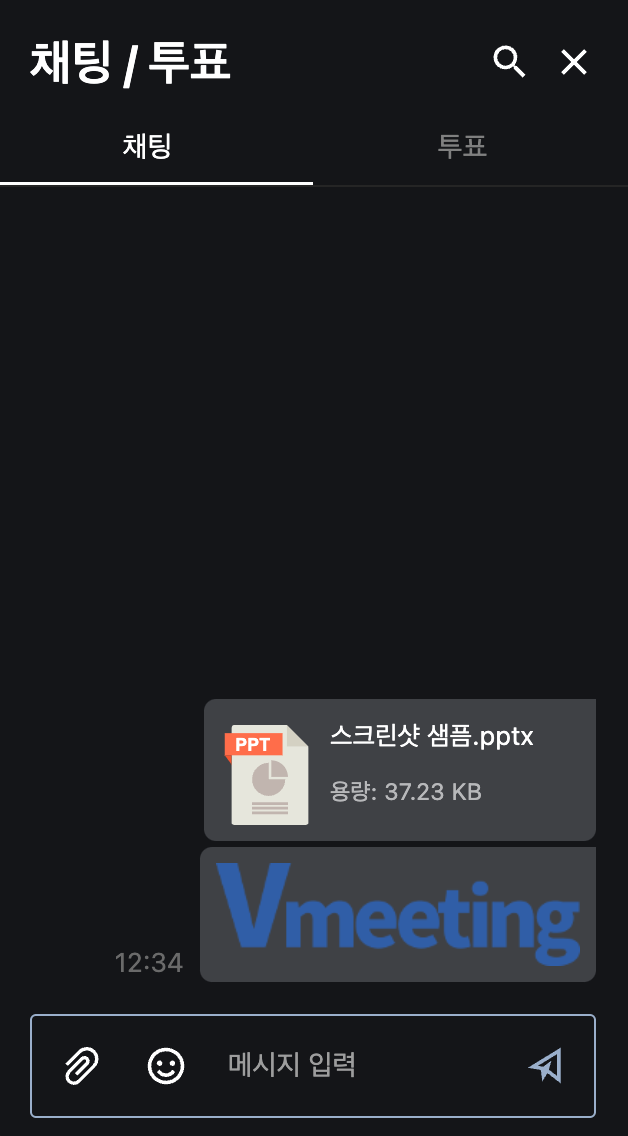 채팅 / 투표
채팅
투표
PPT
스크린샷 샘플.pptx
용량: 37.23 KB
Vmeeting
12:34
메시지 입력